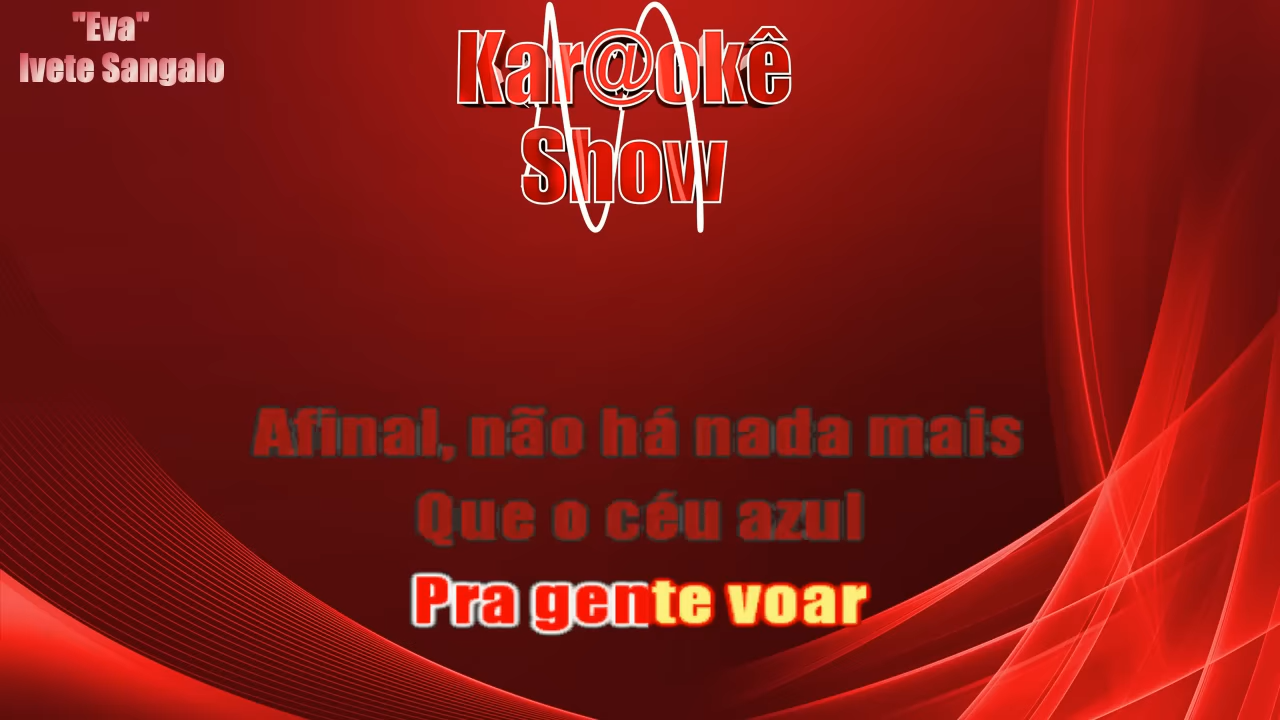 "Eva"
Ivete Sangalo
Kar@okê
Show
Afinal, não há nada mais
Que o céu azul
Pra gente voar